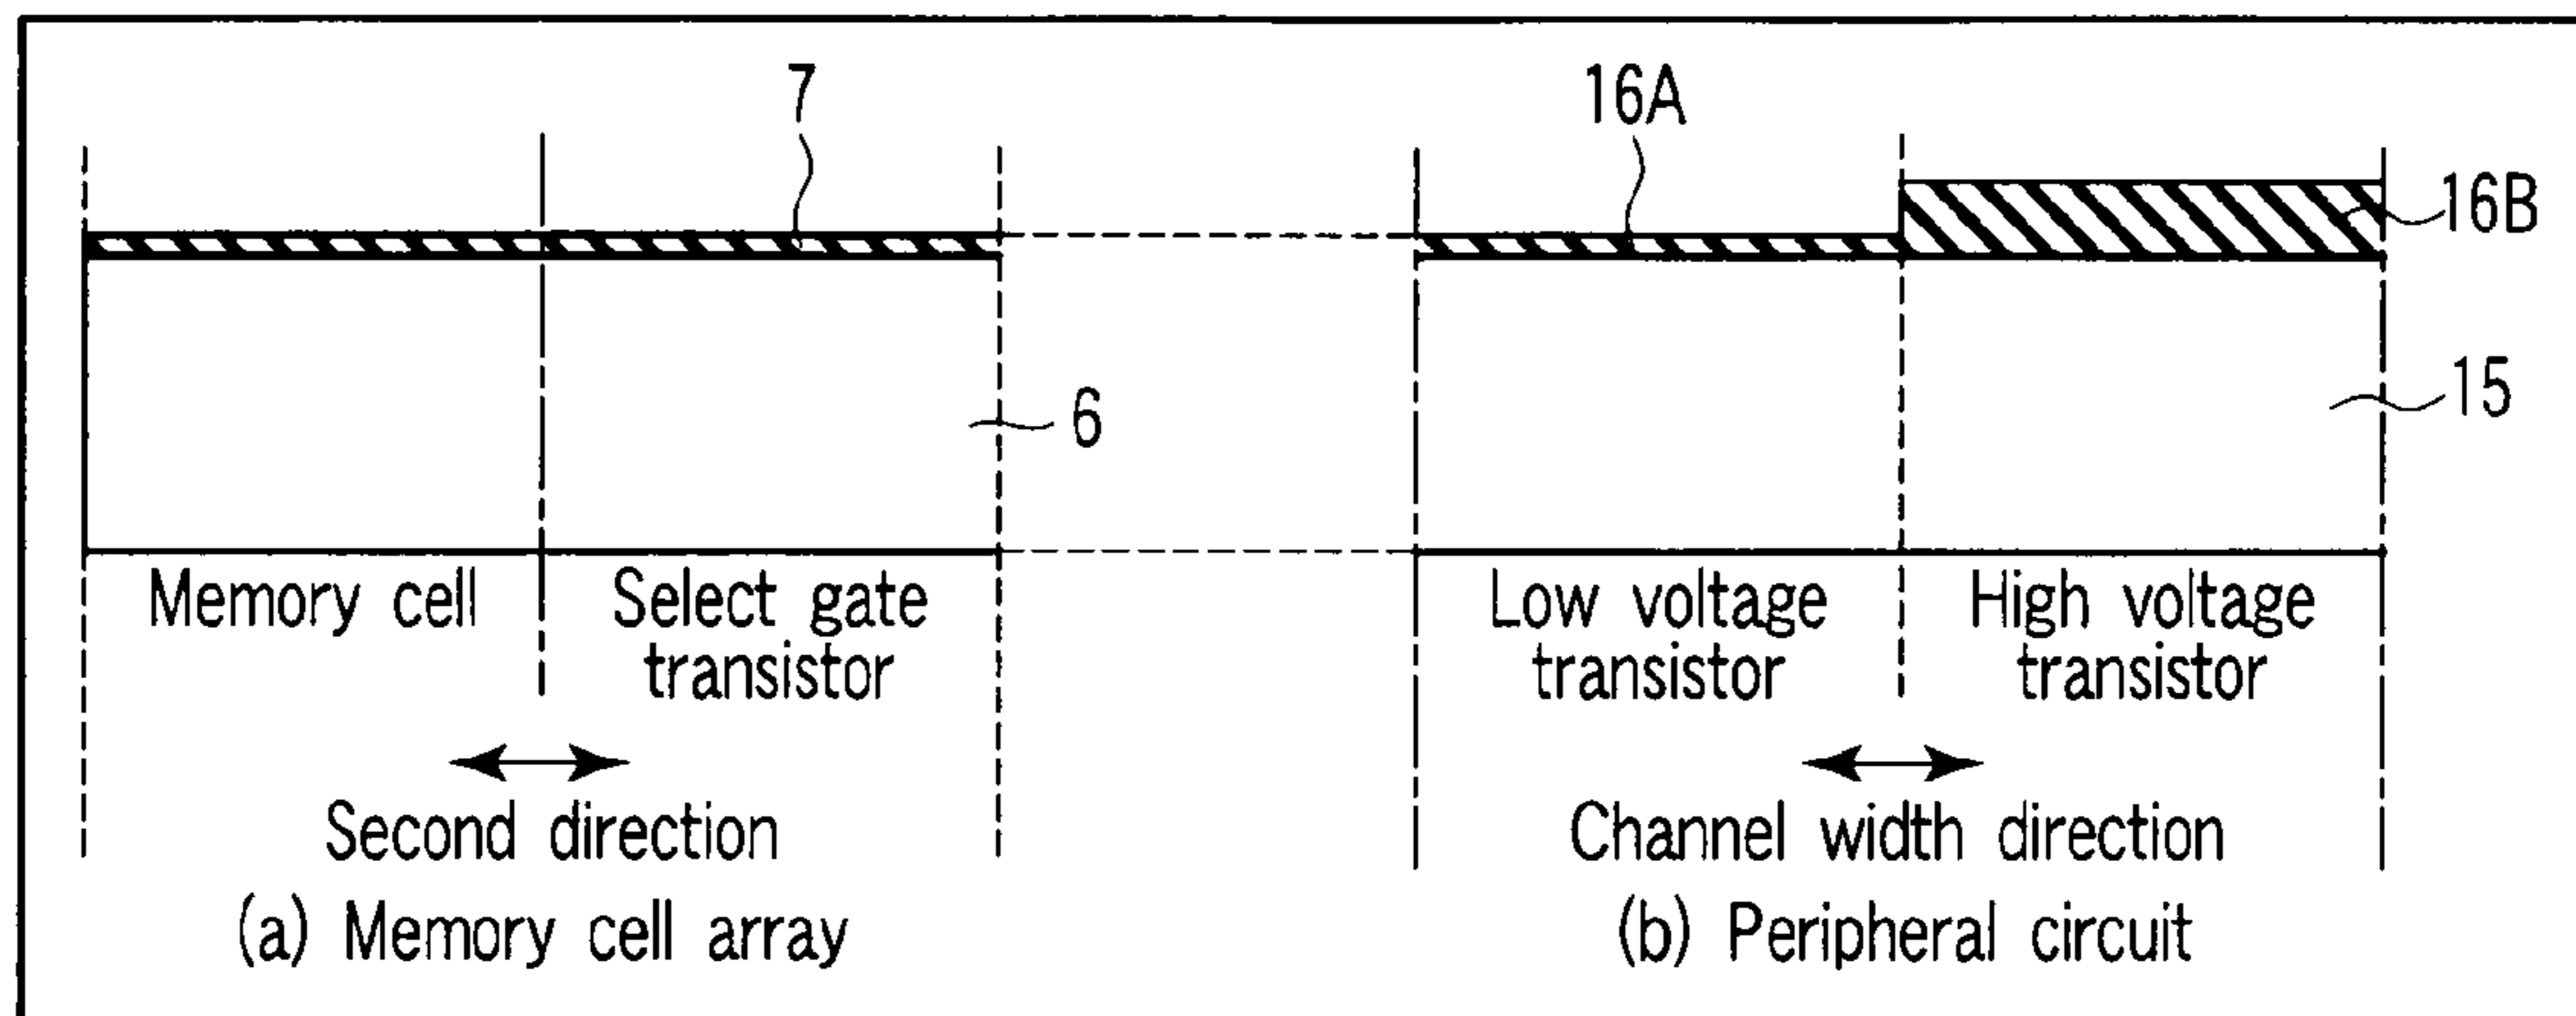 7
16A
16B
6
15
Memory cell
Select gate
transistor
Low voltage
transistor
High voltage
transistor
Second direction
Channel width direction
(a) Memory cell array
(b) Peripheral circuit